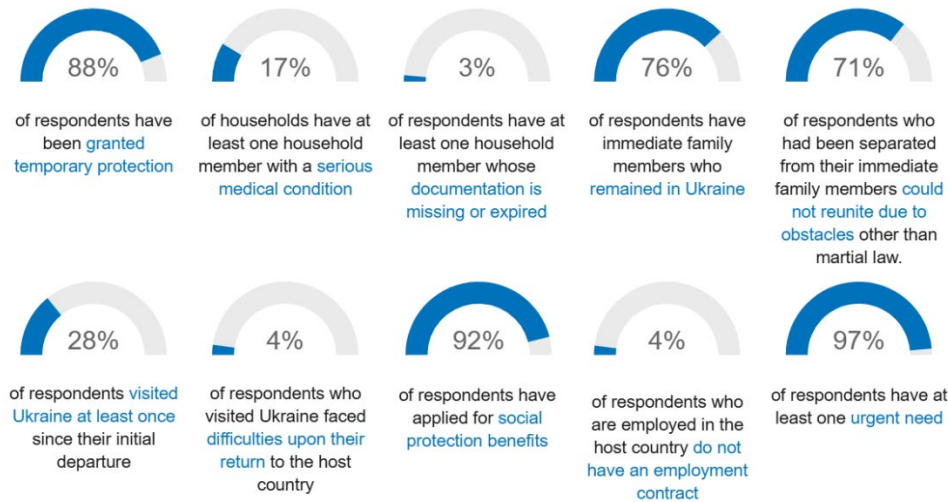 88%
of respondents have
been granted
temporary protection
17%
of households have at
least one household
member with a serious
medical condition
3%
of respondents have at
least one household
member whose
documentation is
missing or expired
76%
of respondents have
immediate family
members who
remained in Ukraine
71%
of respondents who
had been separated
from their immediate
family members could
not reunite due to
obstacles other than
martial law.
28%
of respondents visited
Ukraine at least once
since their initial
departure
4%
of respondents who
visited Ukraine faced
difficulties upon their
return to the host
country
92%
of respondents have
applied for social
protection benefits
4%
of respondents who
are employed in the
host country do not
have an employment
contract
97%
of respondents have at
least one urgent need